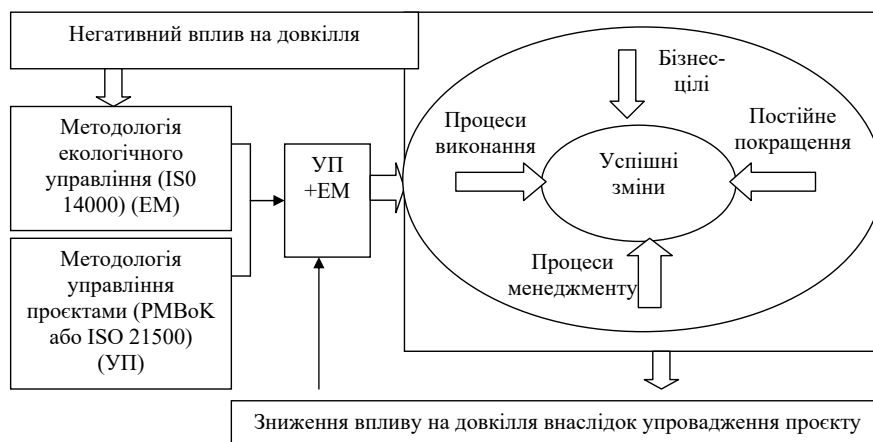 Негативний вплив на довкілля
Методологія
екологічного
управління (IS0
14000) (ЕМ)
Методологія
управління
проєктами (PMBoK
або ISO 21500)
(УП)
УП
+ЕМ
Бізнес-
цілі
Процеси
виконання
Постійне
покращення
Успішні
зміни
Процеси
менеджменту
Зниження впливу на довкілля внаслідок упровадження проєкту